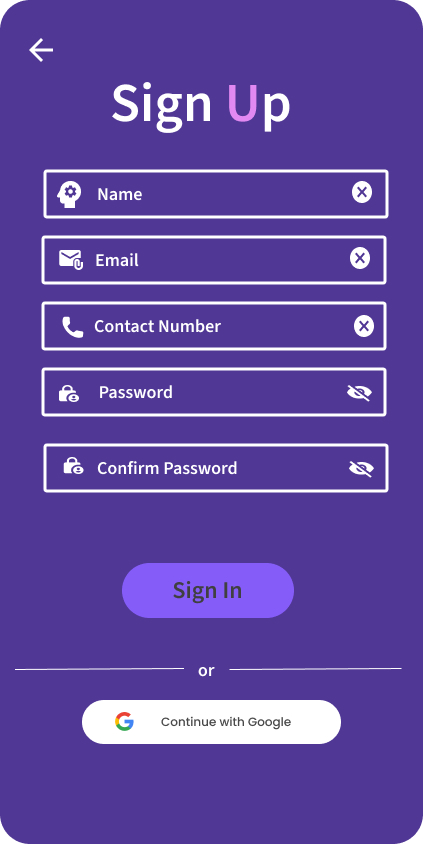 Sign Up
Name
Email
Contact Number
Password
Confirm Password
Sign In
or
Continue with Google